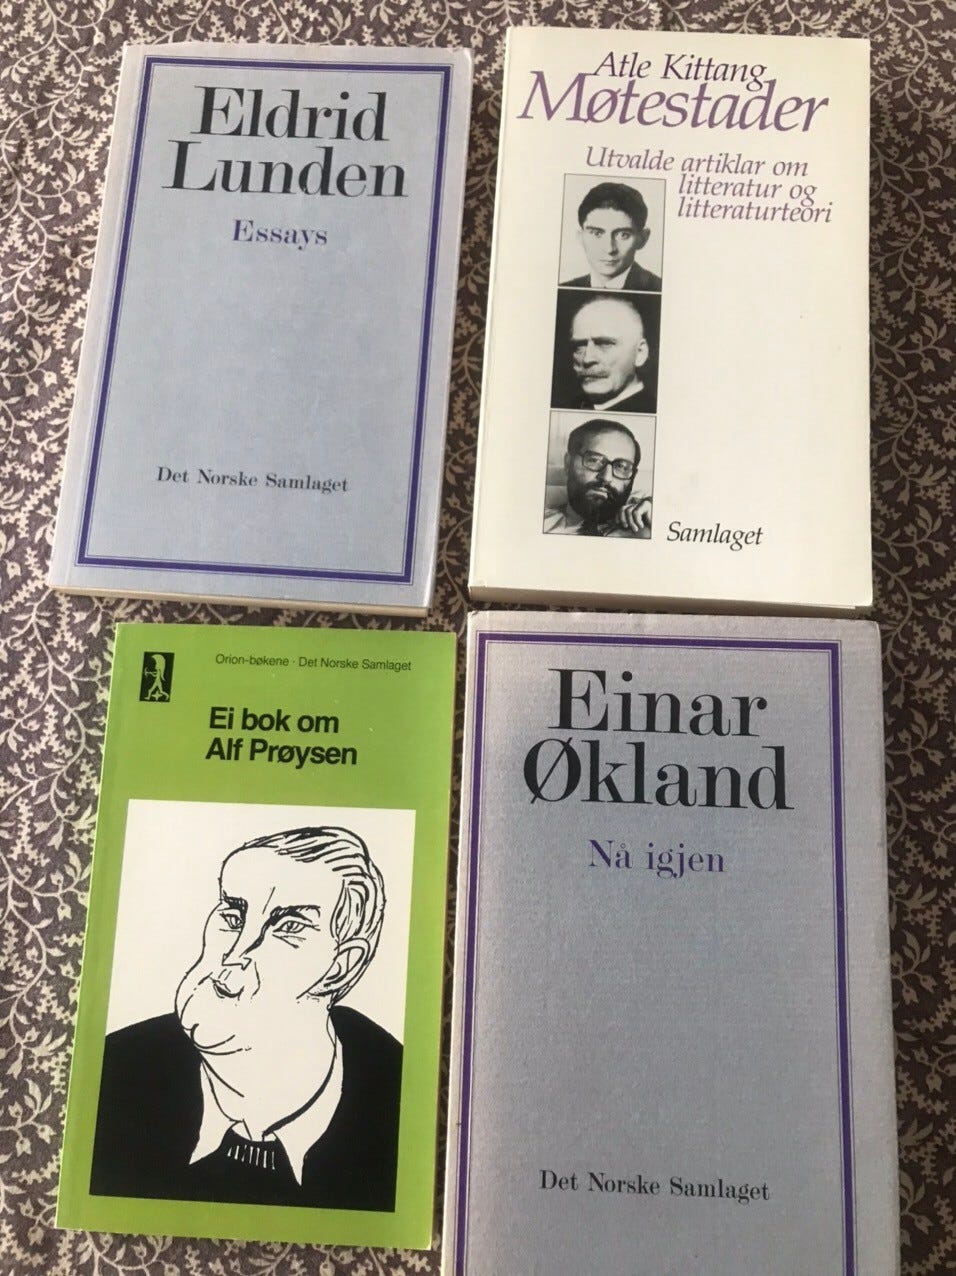 Eldrid
Lunden
Essays
Det Norske Samlaget
Atle Kittang
Møtestader
Utvalde artiklar om
litteratur og
litteraturteori
Samlaget
Orion-bøkene · Det Norske Samlaget
Ei bok om
Alf Prøysen
Einar
Økland
Nå igjen
Det Norske Samlaget